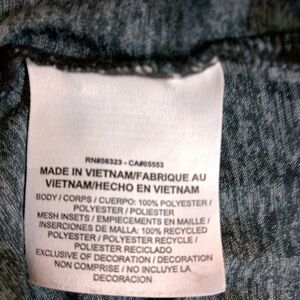 RN#56323 - CA#05553
MADE IN VIETNAM/FABRIQUE AU
VIETNAM/HECHO EN VIETNAM
BODY / CORPS / CUERPO: 100% POLYESTER /
POLYESTER / POLIESTER
MESH INSETS / EMPIECEMENTS EN MAILLE /
INSERCIONES DE MALLA: 100% RECYCLED
POLYESTER / POLYESTER RECYCLE /
POLIESTER RECICLADO
EXCLUSIVE OF DECORATION / DECORATION
NON COMPRISE / NO INCLUYE LA
DECORACION